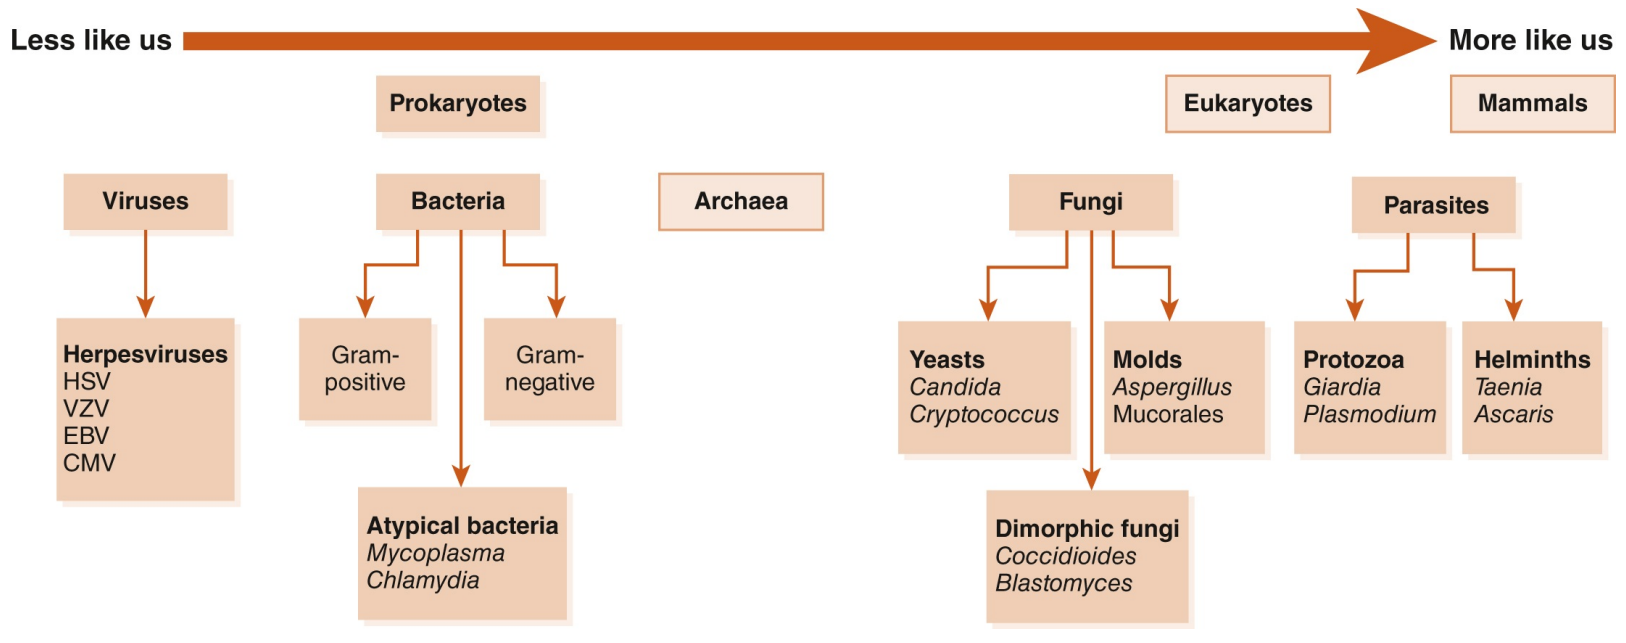 Less like us
More like us
Prokaryotes
Eukaryotes
Mammals
Viruses
Bacteria
Archaea
Fungi
Parasites
Herpesviruses
HSV
VZV
EBV
CMV
Gram-
positive
Gram-
negative
Atypical bacteria
Mycoplasma
Chlamydia
Yeasts
Candida
Cryptococcus
Molds
Aspergillus
Mucorales
Dimorphic fungi
Coccidioides
Blastomyces
Protozoa
Giardia
Plasmodium
Helminths
Taenia
Ascaris